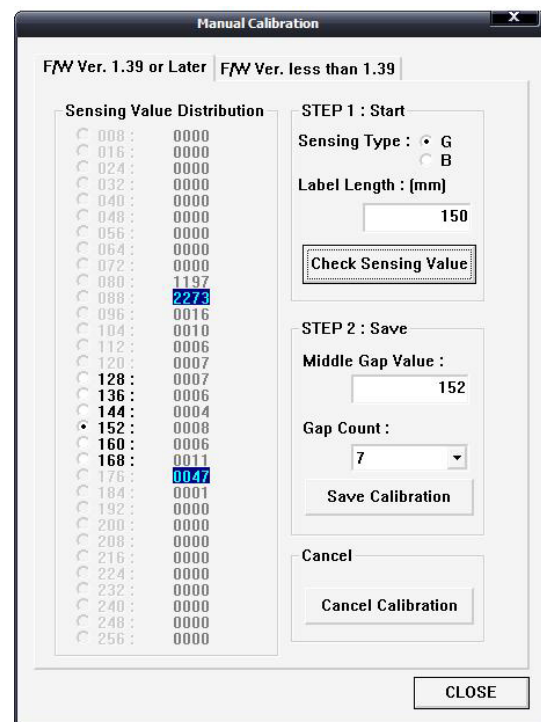 Manual Calibration
X
F/W Ver. 1.39 or Later
F/W Ver. less than 1.39
Sensing Value Distribution
008 : 0000
016 : 0000
024 : 0000
032 : 0000
040 : 0000
048 : 0000
056 : 0000
064 : 0000
072 : 0000
080 : 1197
088 : 2273
096 : 0016
104 : 0010
112 : 0006
120 : 0007
128 : 0007
136 : 0006
144 : 0004
152 : 0008
160 : 0006
168 : 0011
176 : 0047
184 : 0001
192 : 0000
200 : 0000
208 : 0000
216 : 0000
224 : 0000
232 : 0000
240 : 0000
248 : 0000
256 : 0000
STEP 1 : Start
Sensing Type : G
B
Label Length : (mm)
150
Check Sensing Value
STEP 2 : Save
Middle Gap Value :
152
Gap Count :
7
Save Calibration
Cancel
Cancel Calibration
CLOSE